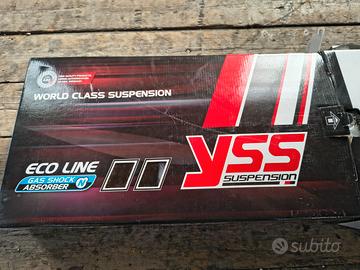 WORLD CLASS SUSPENSION
ECO LINE
GAS SHOCK
ABSORBER
YSS
SUSPENSION
subito